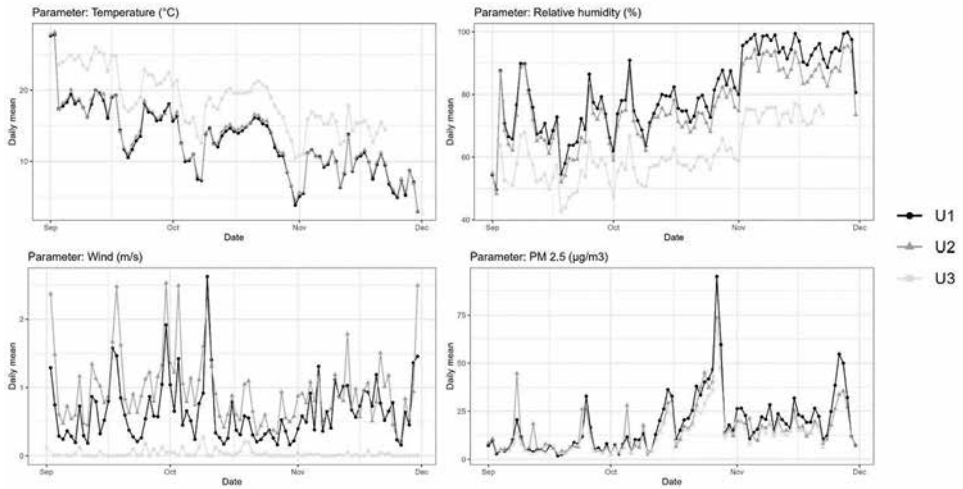 Parameter: Temperature (°C)
Daily mean
20
10
Sep
Oct
Nov
Dec
Date
Parameter: Relative humidity (%)
Daily mean
100
80
60
40
Sep
Oct
Nov
Dec
Date
Parameter: Wind (m/s)
Daily mean
2
1
0
Sep
Oct
Nov
Dec
Date
Parameter: PM 2.5 (µg/m3)
Daily mean
75
50
25
0
Sep
Oct
Nov
Dec
Date
U1
U2
U3